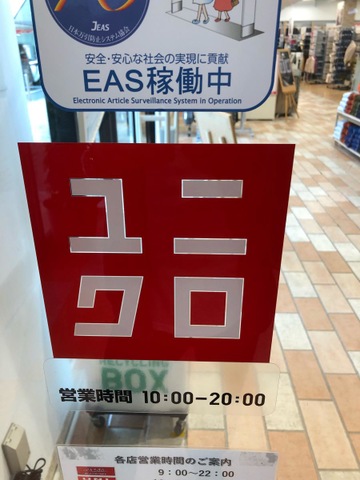 JEAS
日本万引防止システム協会
安全・安心な社会の実現に貢献
EAS稼働中
Electronic Article Surveillance System in Operation
ユニ
クロ
RECYCLING
BOX
営業時間 10:00-20:00
各店営業時間のご案内
9:00〜22:00